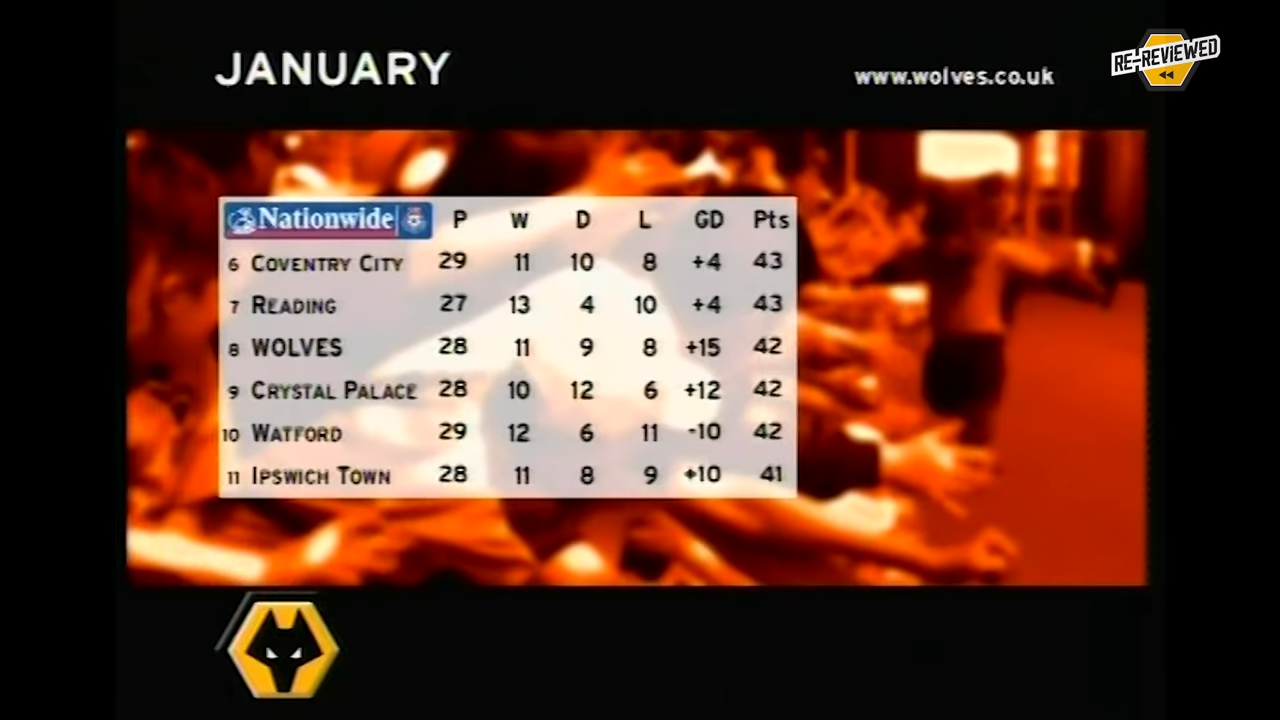 JANUARY
www.wolves.co.uk
RE-REVIEWED
Nationwide P W D L GD Pts
6 COVENTRY CITY 29 11 10 8 +4 43
7 READING 27 13 4 10 +4 43
8 WOLVES 28 11 9 8 +15 42
9 CRYSTAL PALACE 28 10 12 6 +12 42
10 WATFORD 29 12 6 11 -10 42
11 IPSWICH TOWN 28 11 8 9 +10 41